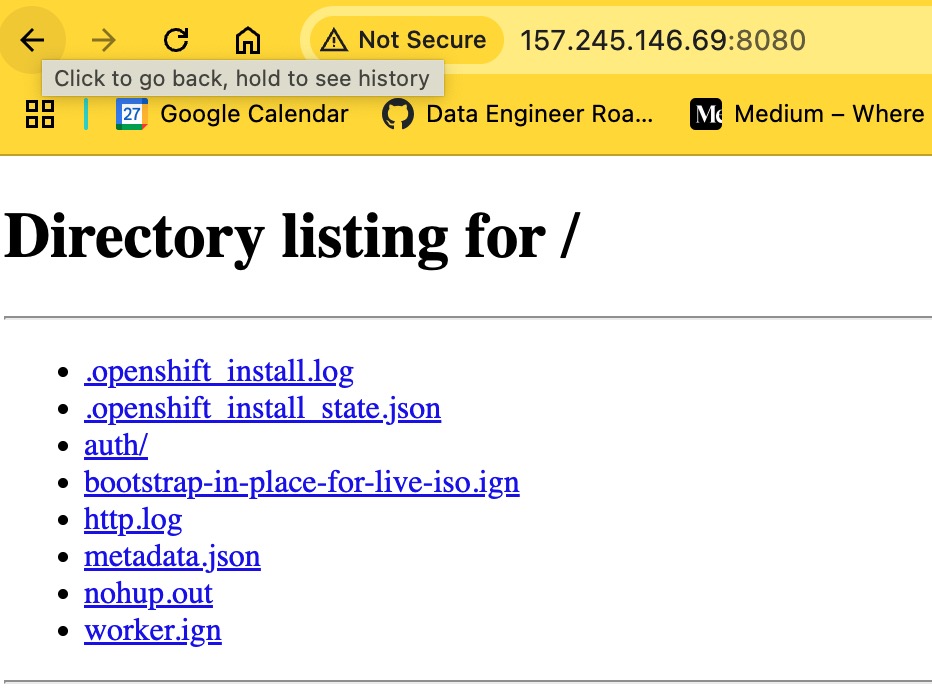 Not Secure 157.245.146.69:8080
Click to go back, hold to see history
27 Google Calendar Data Engineer Roa... Medium – Where
Directory listing for /
.openshift_install.log
.openshift_install_state.json
auth/
bootstrap-in-place-for-live-iso.ign
http.log
metadata.json
nohup.out
worker.ign